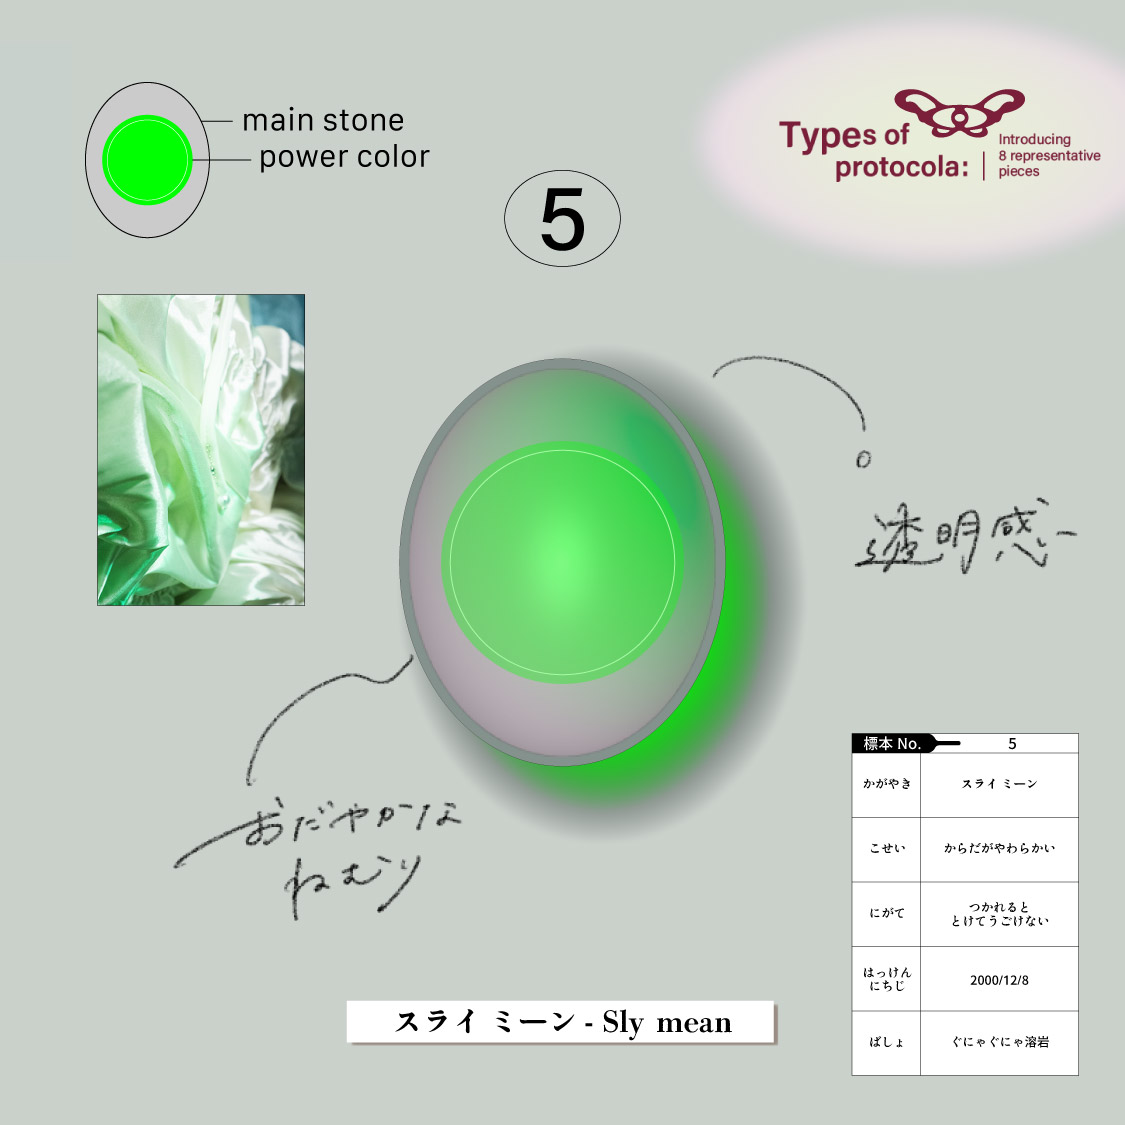 main stone
power color
Types of
protocola:
Introducing
8 representative
pieces
5
透明感ー
おだやかな
ねむり
標本 No. 5
かがやき スライ ミーン
こせい からだがやわらかい
にがて つかれると
とけてうごけない
はっけん
にちじ 2000/12/8
ばしょ ぐにゃぐにゃ溶岩
スライ ミーン - Sly mean